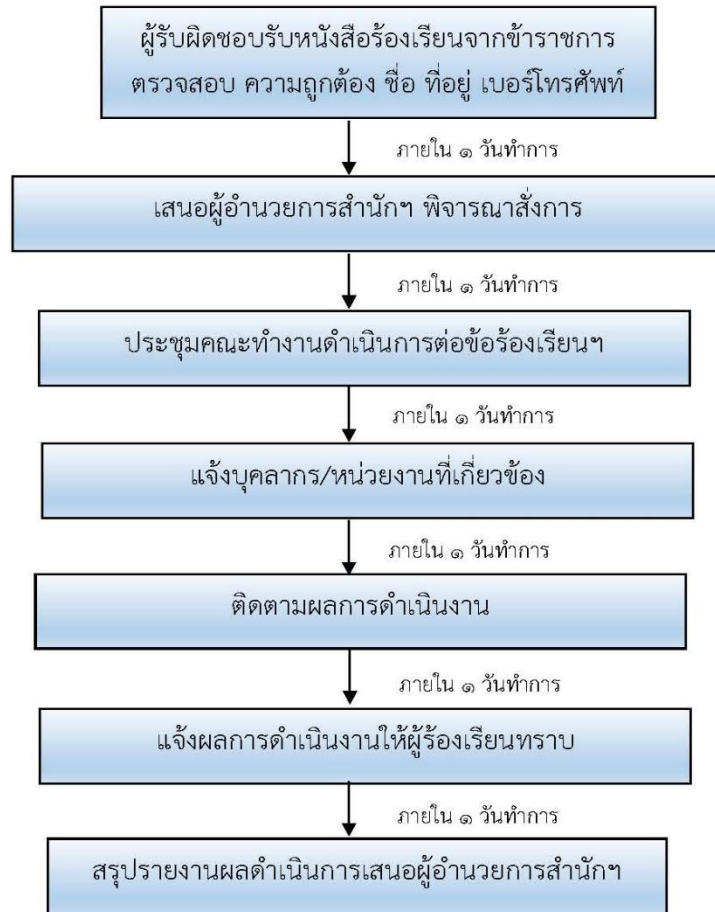 ผู้รับผิดชอบรับหนังสือร้องเรียนจากข้าราชการ
ตรวจสอบ ความถูกต้อง ชื่อ ที่อยู่ เบอร์โทรศัพท์
ภายใน ๑ วันทำการ
เสนอผู้อำนวยการสำนักฯ พิจารณาสั่งการ
ภายใน ๑ วันทำการ
ประชุมคณะทำงานดำเนินการต่อข้อร้องเรียนฯ
ภายใน ๑ วันทำการ
แจ้งบุคลากร/หน่วยงานที่เกี่ยวข้อง
ภายใน ๑ วันทำการ
ติดตามผลการดำเนินงาน
ภายใน ๑ วันทำการ
แจ้งผลการดำเนินงานให้ผู้ร้องเรียนทราบ
ภายใน ๑ วันทำการ
สรุปรายงานผลดำเนินการเสนอผู้อำนวยการสำนักฯ